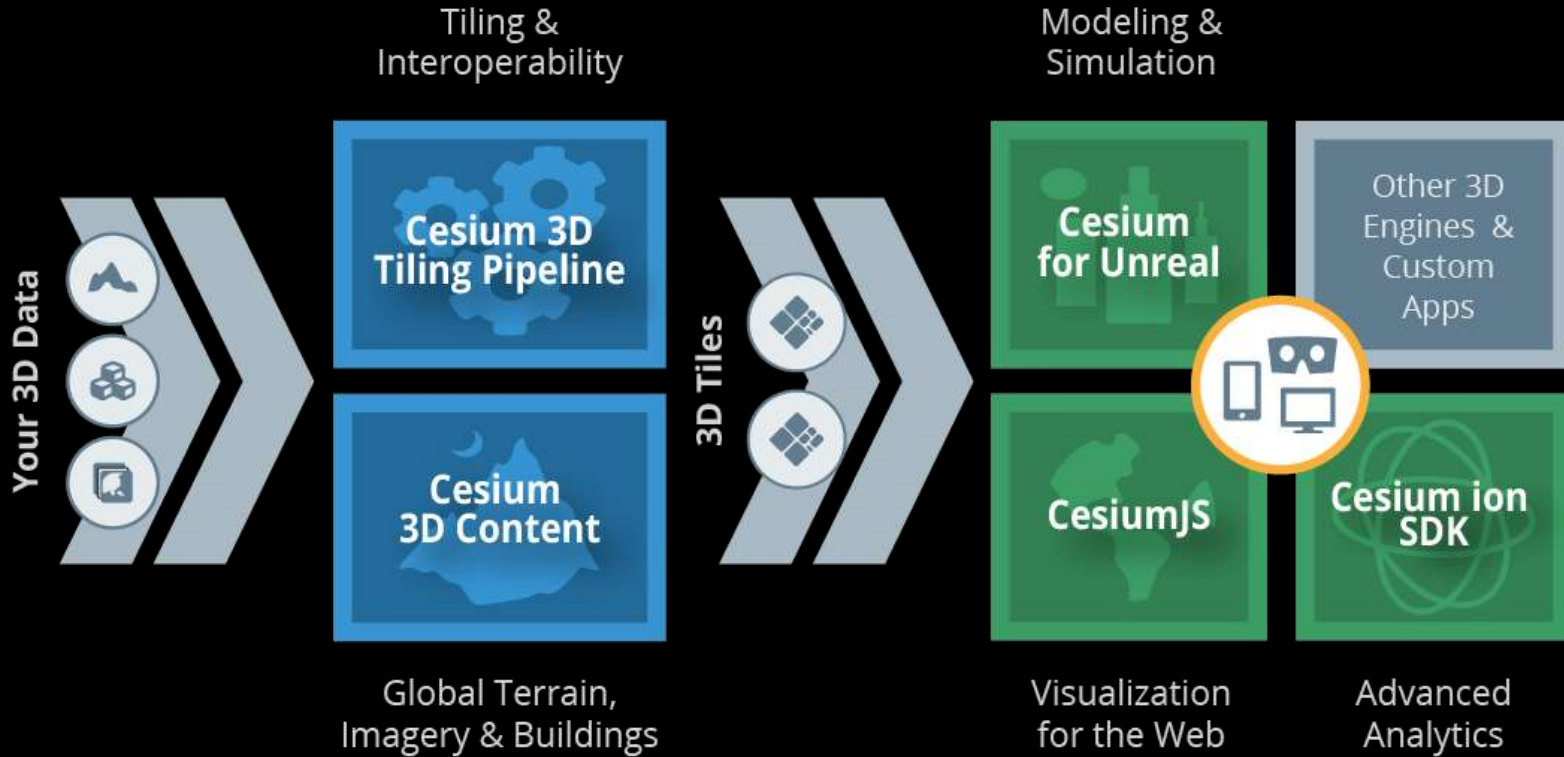 Tiling &
Interoperability
Modeling &
Simulation
Your 3D Data
Cesium 3D
Tiling Pipeline
Cesium
3D Content
3D Tiles
Cesium
for Unreal
Other 3D
Engines &
Custom
Apps
CesiumJS
Cesium ion
SDK
Global Terrain,
Imagery & Buildings
Visualization
for the Web
Advanced
Analytics